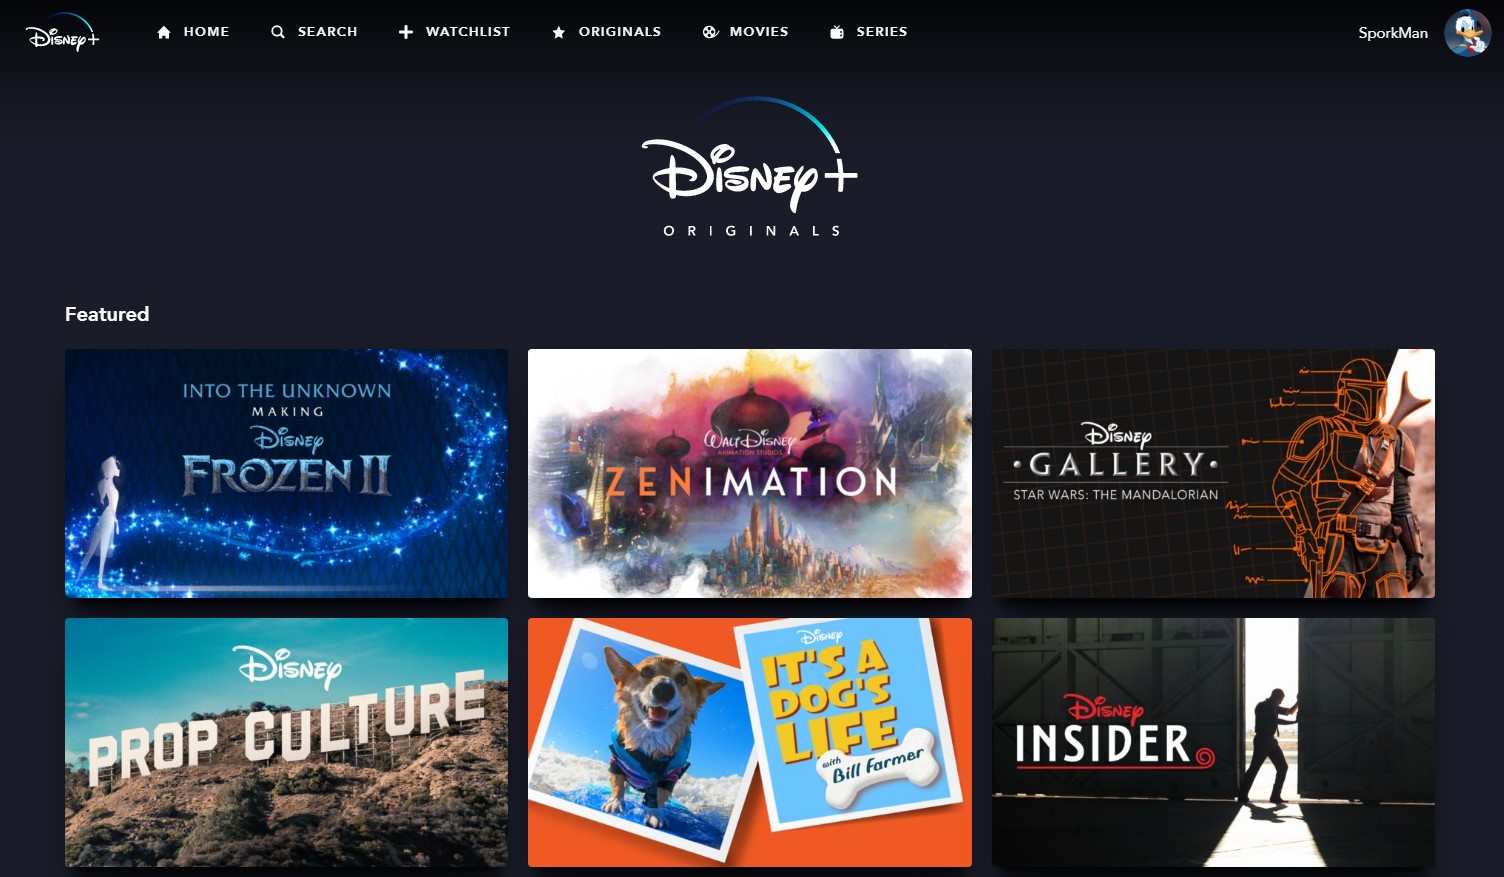 Disney+
HOME
SEARCH
WATCHLIST
ORIGINALS
MOVIES
SERIES
SporkMan
Disney+
ORIGINALS
Featured
INTO THE UNKNOWN
MAKING
Disney
FROZEN II
WALT DISNEY
ANIMATION STUDIOS
ZENIMATION
Disney
·GALLERY·
STAR WARS: THE MANDALORIAN
Disney
PROP CULTURE
Disney
IT'S A
DOG'S
LIFE
with
Bill Farmer
Disney
INSIDER